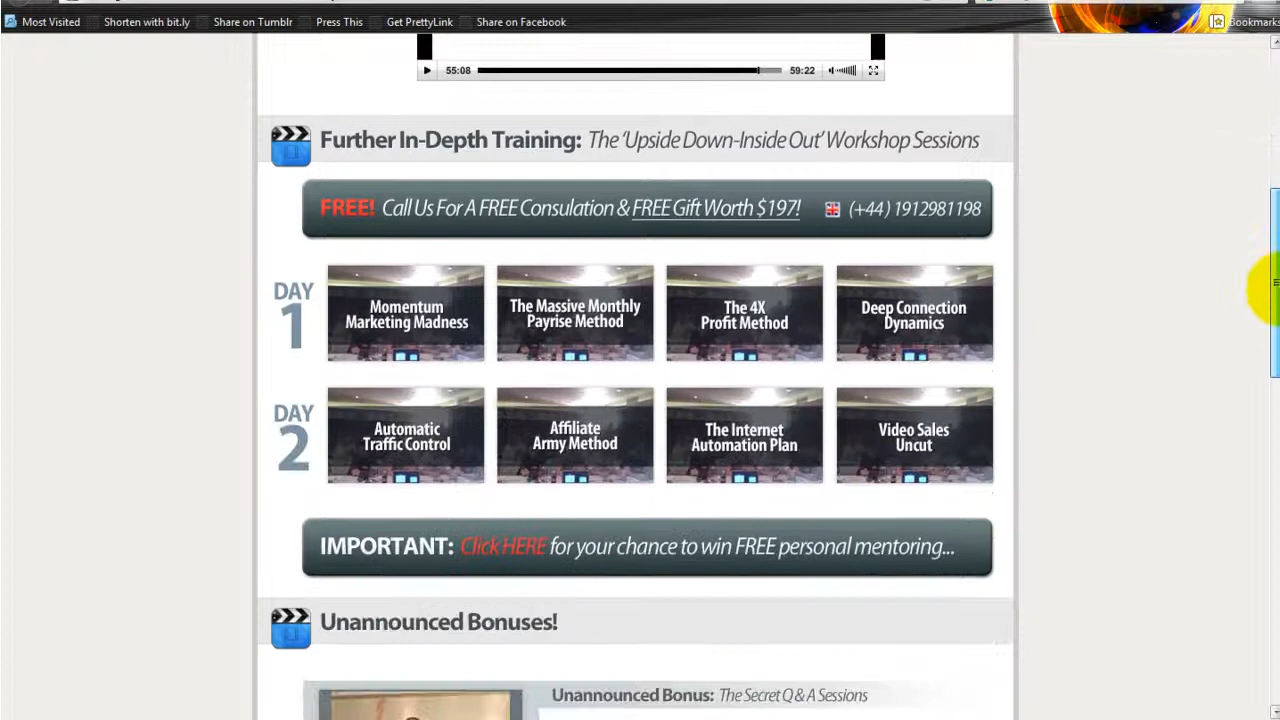 Most Visited Shorten with bit.ly Share on Tumblr Press This Get PrettyLink Share on Facebook Bookmarks
55:08 59:22
Further In-Depth Training: The 'Upside Down-Inside Out' Workshop Sessions
FREE! Call Us For A FREE Consulation & FREE Gift Worth $197! (+44) 1912981198
DAY
1
Momentum
Marketing Madness
The Massive Monthly
Payrise Method
The 4X
Profit Method
Deep Connection
Dynamics
DAY
2
Automatic
Traffic Control
Affiliate
Army Method
The Internet
Automation Plan
Video Sales
Uncut
IMPORTANT: Click HERE for your chance to win FREE personal mentoring...
Unannounced Bonuses!
Unannounced Bonus: The Secret Q & A Sessions